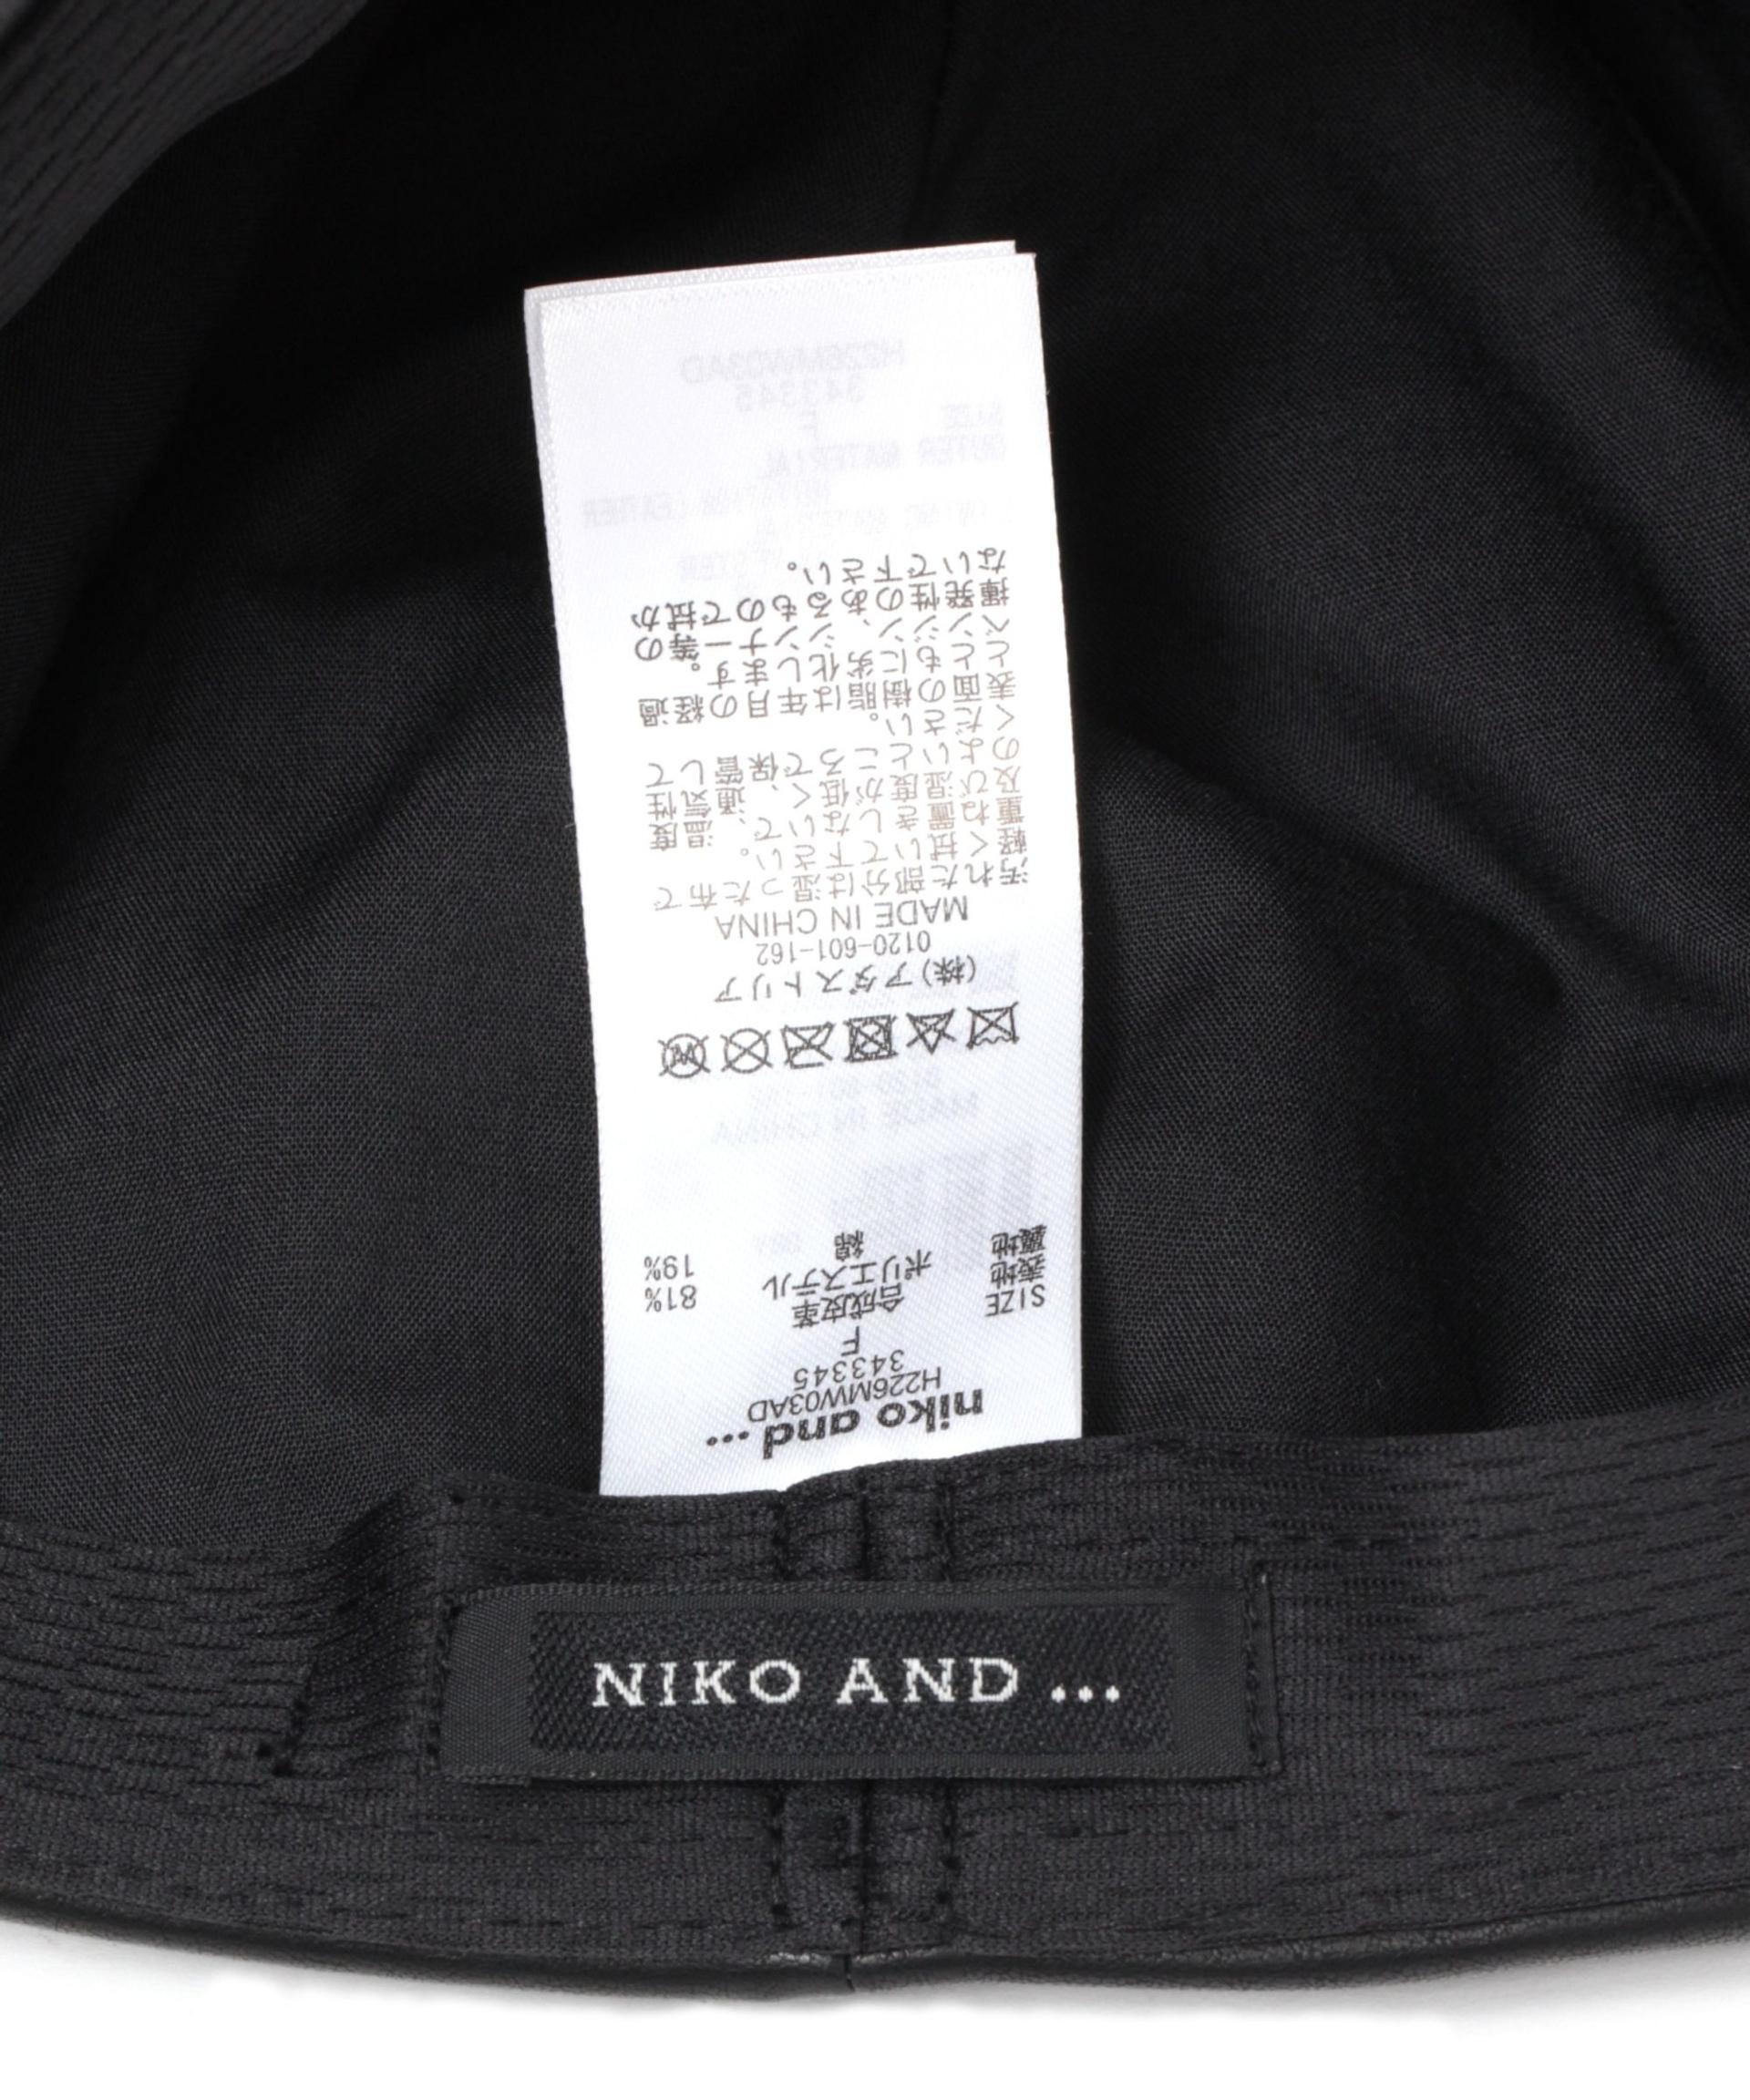 niko and ...
H226MW03AD
343345
SIZE F
表地 合成皮革
裏地 ポリエステル 81%
綿 19%
(株)アダストリア
0120-601-162
MADE IN CHINA
汚れた部分は湿った布で
軽く拭いて下さい。
重ね置きしないで、温度
及び湿度が低く、通気性
のよいところで保管して
ください。
表面の樹脂は年月の経過
とともに劣化します。
ベンジン、シンナー等の
揮発性のあるもので拭か
ないで下さい。
NIKO AND ...